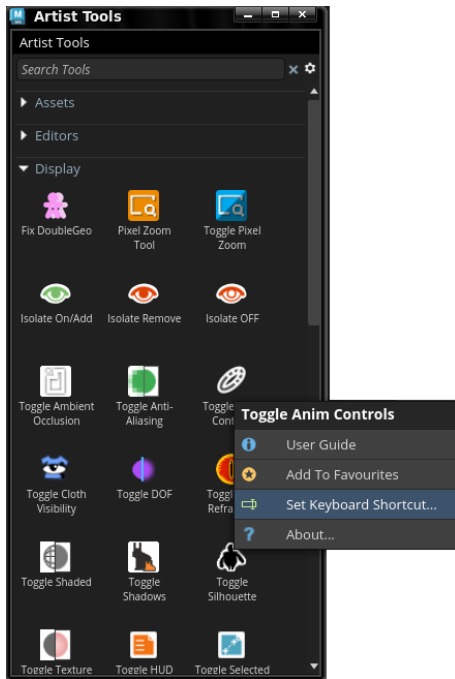 Artist Tools
Artist Tools
Search Tools
Assets
Editors
Display
Fix DoubleGeo
Pixel Zoom
Tool
Toggle Pixel
Zoom
Isolate On/Add
Isolate Remove
Isolate OFF
Toggle Ambient
Occlusion
Toggle Anti-
Aliasing
Toggle
Cont
Toggle Anim Controls
User Guide
Add To Favourites
Set Keyboard Shortcut...
About...
Toggle Cloth
Visibility
Toggle DOF
Toggl
Refra
Toggle Shaded
Toggle
Shadows
Toggle
Silhouette
Toggle Texture
Toggle HUD
Toggle Selected